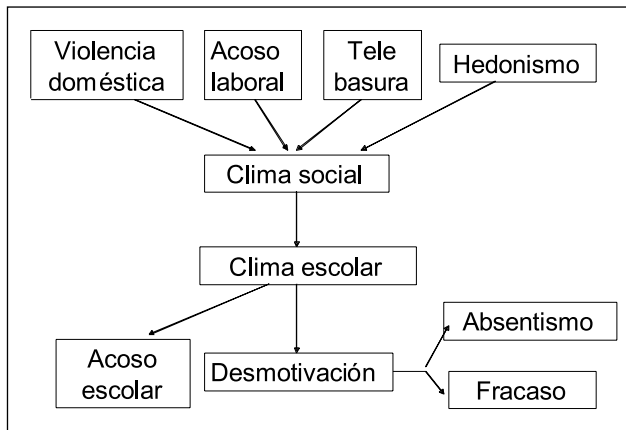 Violencia
doméstica
Acoso
laboral
Tele
basura
Hedonismo
Clima social
Clima escolar
Acoso
escolar
Desmotivación
Absentismo
Fracaso